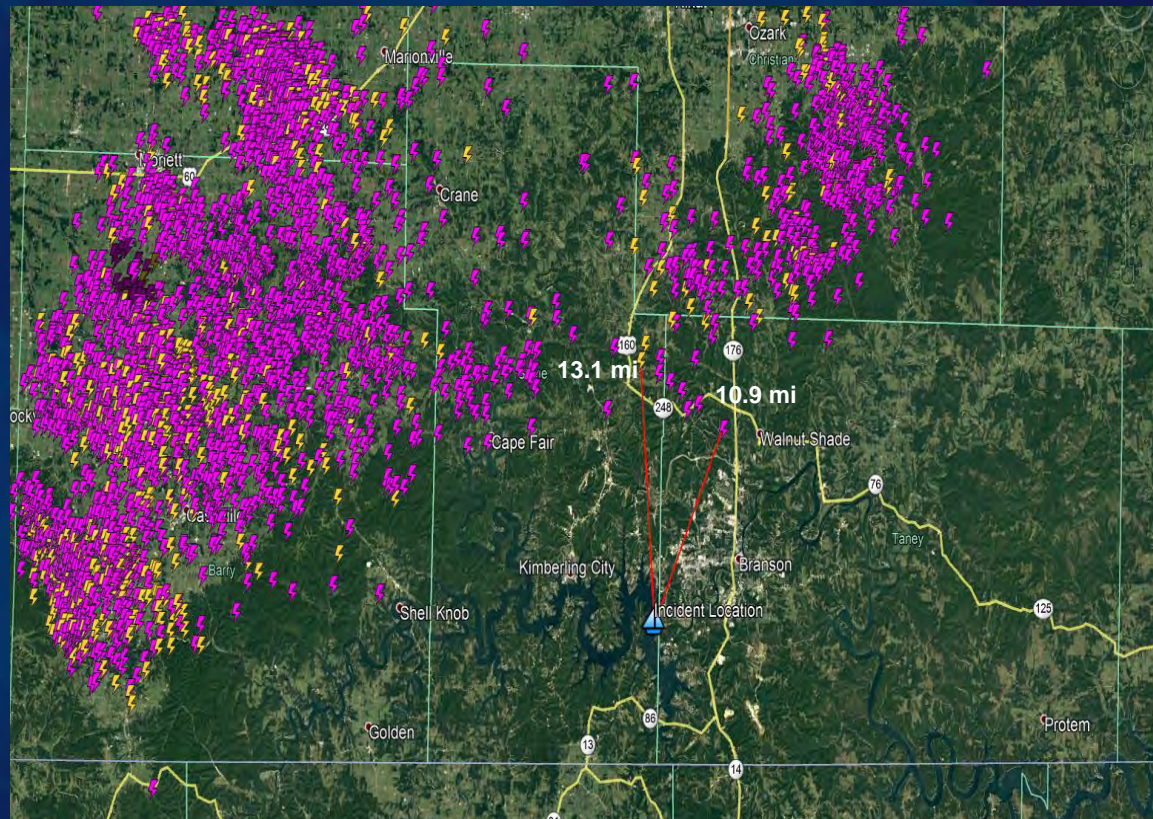 Ozark
Christian
Marionville
60
Crane
160
176
13.1 mi
10.9 mi
248
Cape Fair
Walnut Shade
76
Taney
Kimberling City
Branson
Barry
Shell Knob
Incident Location
125
86
Golden
13
Protem
14